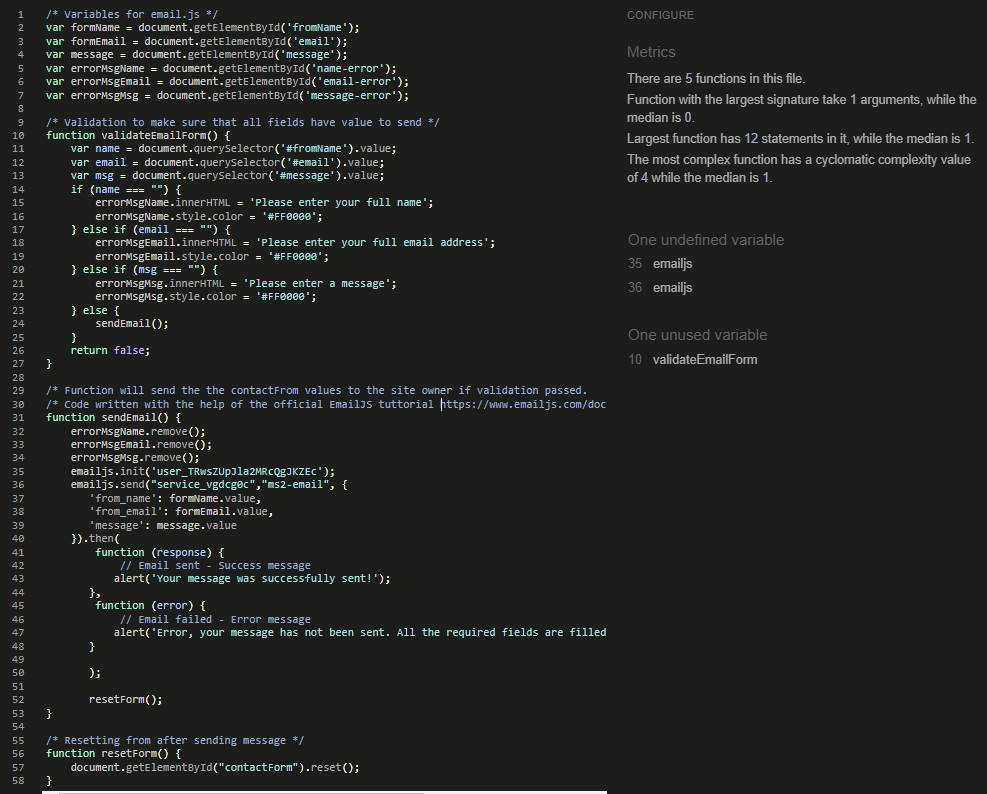 1 /* Variables for email.js */
2 var formName = document.getElementById('fromName');
3 var formEmail = document.getElementById('email');
4 var message = document.getElementById('message');
5 var errorMsgName = document.getElementById('name-error');
6 var errorMsgEmail = document.getElementById('email-error');
7 var errorMsgMsg = document.getElementById('message-error');
8
9 /* Validation to make sure that all fields have value to send */
10 function validateEmailForm() {
11 var name = document.querySelector('#fromName').value;
12 var email = document.querySelector('#email').value;
13 var msg = document.querySelector('#message').value;
14 if (name === "") {
15 errorMsgName.innerHTML = 'Please enter your full name';
16 errorMsgName.style.color = '#FF0000';
17 } else if (email === "") {
18 errorMsgEmail.innerHTML = 'Please enter your full email address';
19 errorMsgEmail.style.color = '#FF0000';
20 } else if (msg === "") {
21 errorMsgMsg.innerHTML = 'Please enter a message';
22 errorMsgMsg.style.color = '#FF0000';
23 } else {
24 sendEmail();
25 }
26 return false;
27 }
28
29 /* Function will send the the contactFrom values to the site owner if validation passed.
30 /* Code written with the help of the official EmailJS tuttorial https://www.emailjs.com/doc
31 function sendEmail() {
32 errorMsgName.remove();
33 errorMsgEmail.remove();
34 errorMsgMsg.remove();
35 emailjs.init('user_TRwsZUpJla2MRcQgJKZEc');
36 emailjs.send("service_vgdcg0c","ms2-email", {
37 'from_name': formName.value,
38 'from_email': formEmail.value,
39 'message': message.value
40 }).then(
41 function (response) {
42 // Email sent - Success message
43 alert('Your message was successfully sent!');
44 },
45 function (error) {
46 // Email failed - Error message
47 alert('Error, your message has not been sent. All the required fields are filled
48 }
49
50 );
51
52 resetForm();
53 }
54
55 /* Resetting from after sending message */
56 function resetForm() {
57 document.getElementById("contactForm").reset();
58 }
CONFIGURE
Metrics
There are 5 functions in this file.
Function with the largest signature take 1 arguments, while the
median is 0.
Largest function has 12 statements in it, while the median is 1.
The most complex function has a cyclomatic complexity value
of 4 while the median is 1.
One undefined variable
35 emailjs
36 emailjs
One unused variable
10 validateEmailForm